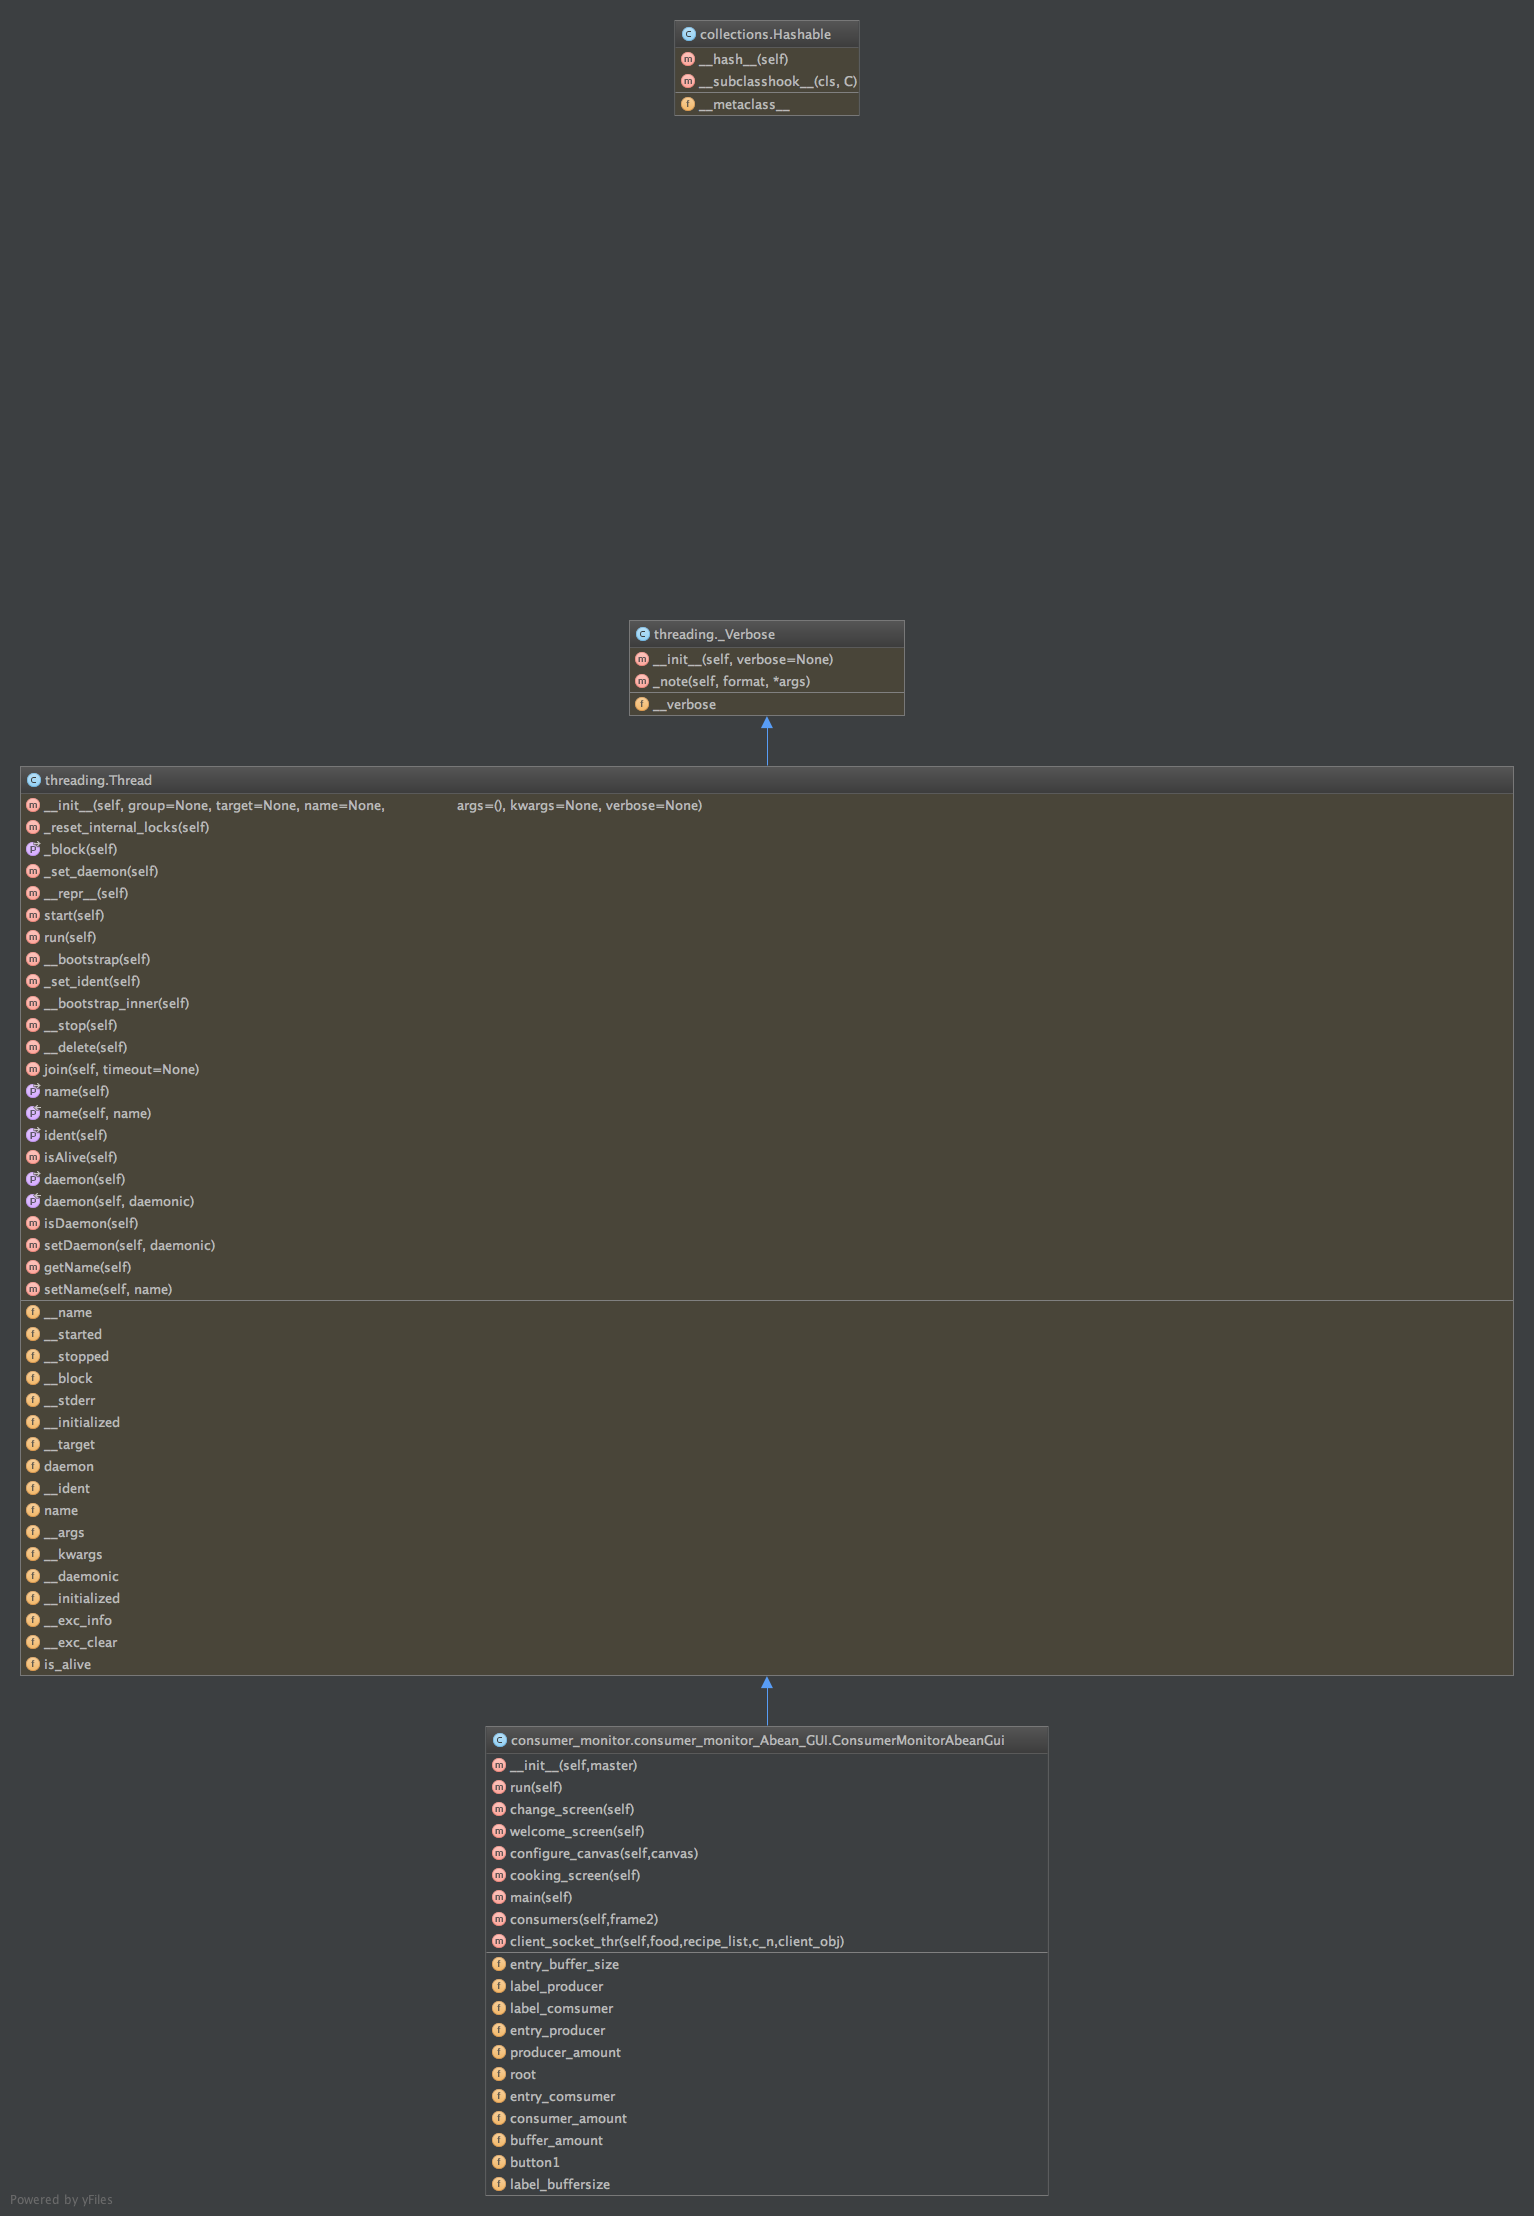 collections.Hashable
__hash__(self)
__subclasshook__(cls, C)
__metaclass__
threading._Verbose
__init__(self, verbose=None)
_note(self, format, *args)
__verbose
threading.Thread
__init__(self, group=None, target=None, name=None, args=(), kwargs=None, verbose=None)
_reset_internal_locks(self)
_block(self)
_set_daemon(self)
__repr__(self)
start(self)
run(self)
__bootstrap(self)
_set_ident(self)
__bootstrap_inner(self)
__stop(self)
__delete(self)
join(self, timeout=None)
name(self)
name(self, name)
ident(self)
isAlive(self)
daemon(self)
daemon(self, daemonic)
isDaemon(self)
setDaemon(self, daemonic)
getName(self)
setName(self, name)
__name
__started
__stopped
__block
__stderr
__initialized
__target
daemon
__ident
name
__args
__kwargs
__daemonic
__initialized
__exc_info
__exc_clear
is_alive
consumer_monitor.consumer_monitor_Abean_GUI.ConsumerMonitorAbeanGui
__init__(self,master)
run(self)
change_screen(self)
welcome_screen(self)
configure_canvas(self,canvas)
cooking_screen(self)
main(self)
consumers(self,frame2)
client_socket_thr(self,food,recipe_list,c_n,client_obj)
entry_buffer_size
label_producer
label_comsumer
entry_producer
producer_amount
root
entry_comsumer
consumer_amount
buffer_amount
button1
label_buffersize
Powered by yFiles